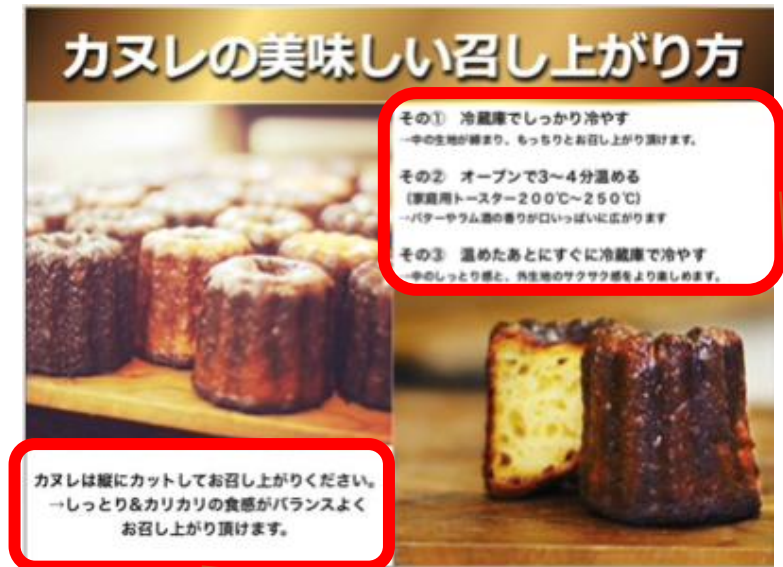 カヌレの美味しい召し上がり方
その①　冷蔵庫でしっかり冷やす
→中の生地が締まり、もっちりとお召し上がり頂けます。
その②　オーブンで3～4分温める
（家庭用トースター２００℃～２５０℃）
→バターやラム酒の香りが口いっぱいに広がります
その③　温めたあとにすぐに冷蔵庫で冷やす
→中のしっとり感と、外生地のサクサク感をより楽しめます。
カヌレは縦にカットしてお召し上がりください。
→しっとり&カリカリの食感がバランスよく
お召し上がり頂けます。